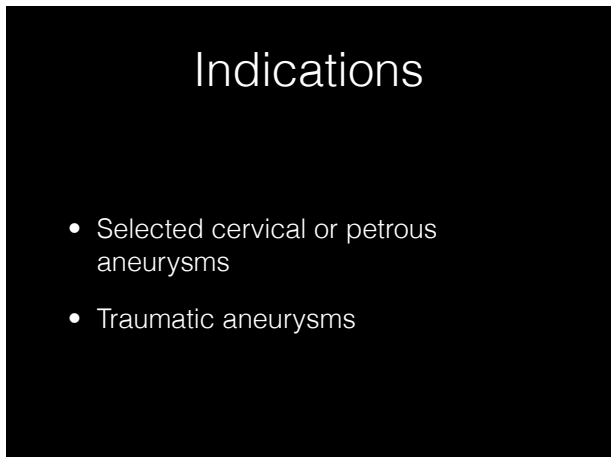 Indications
• Selected cervical or petrous
aneurysms
• Traumatic aneurysms